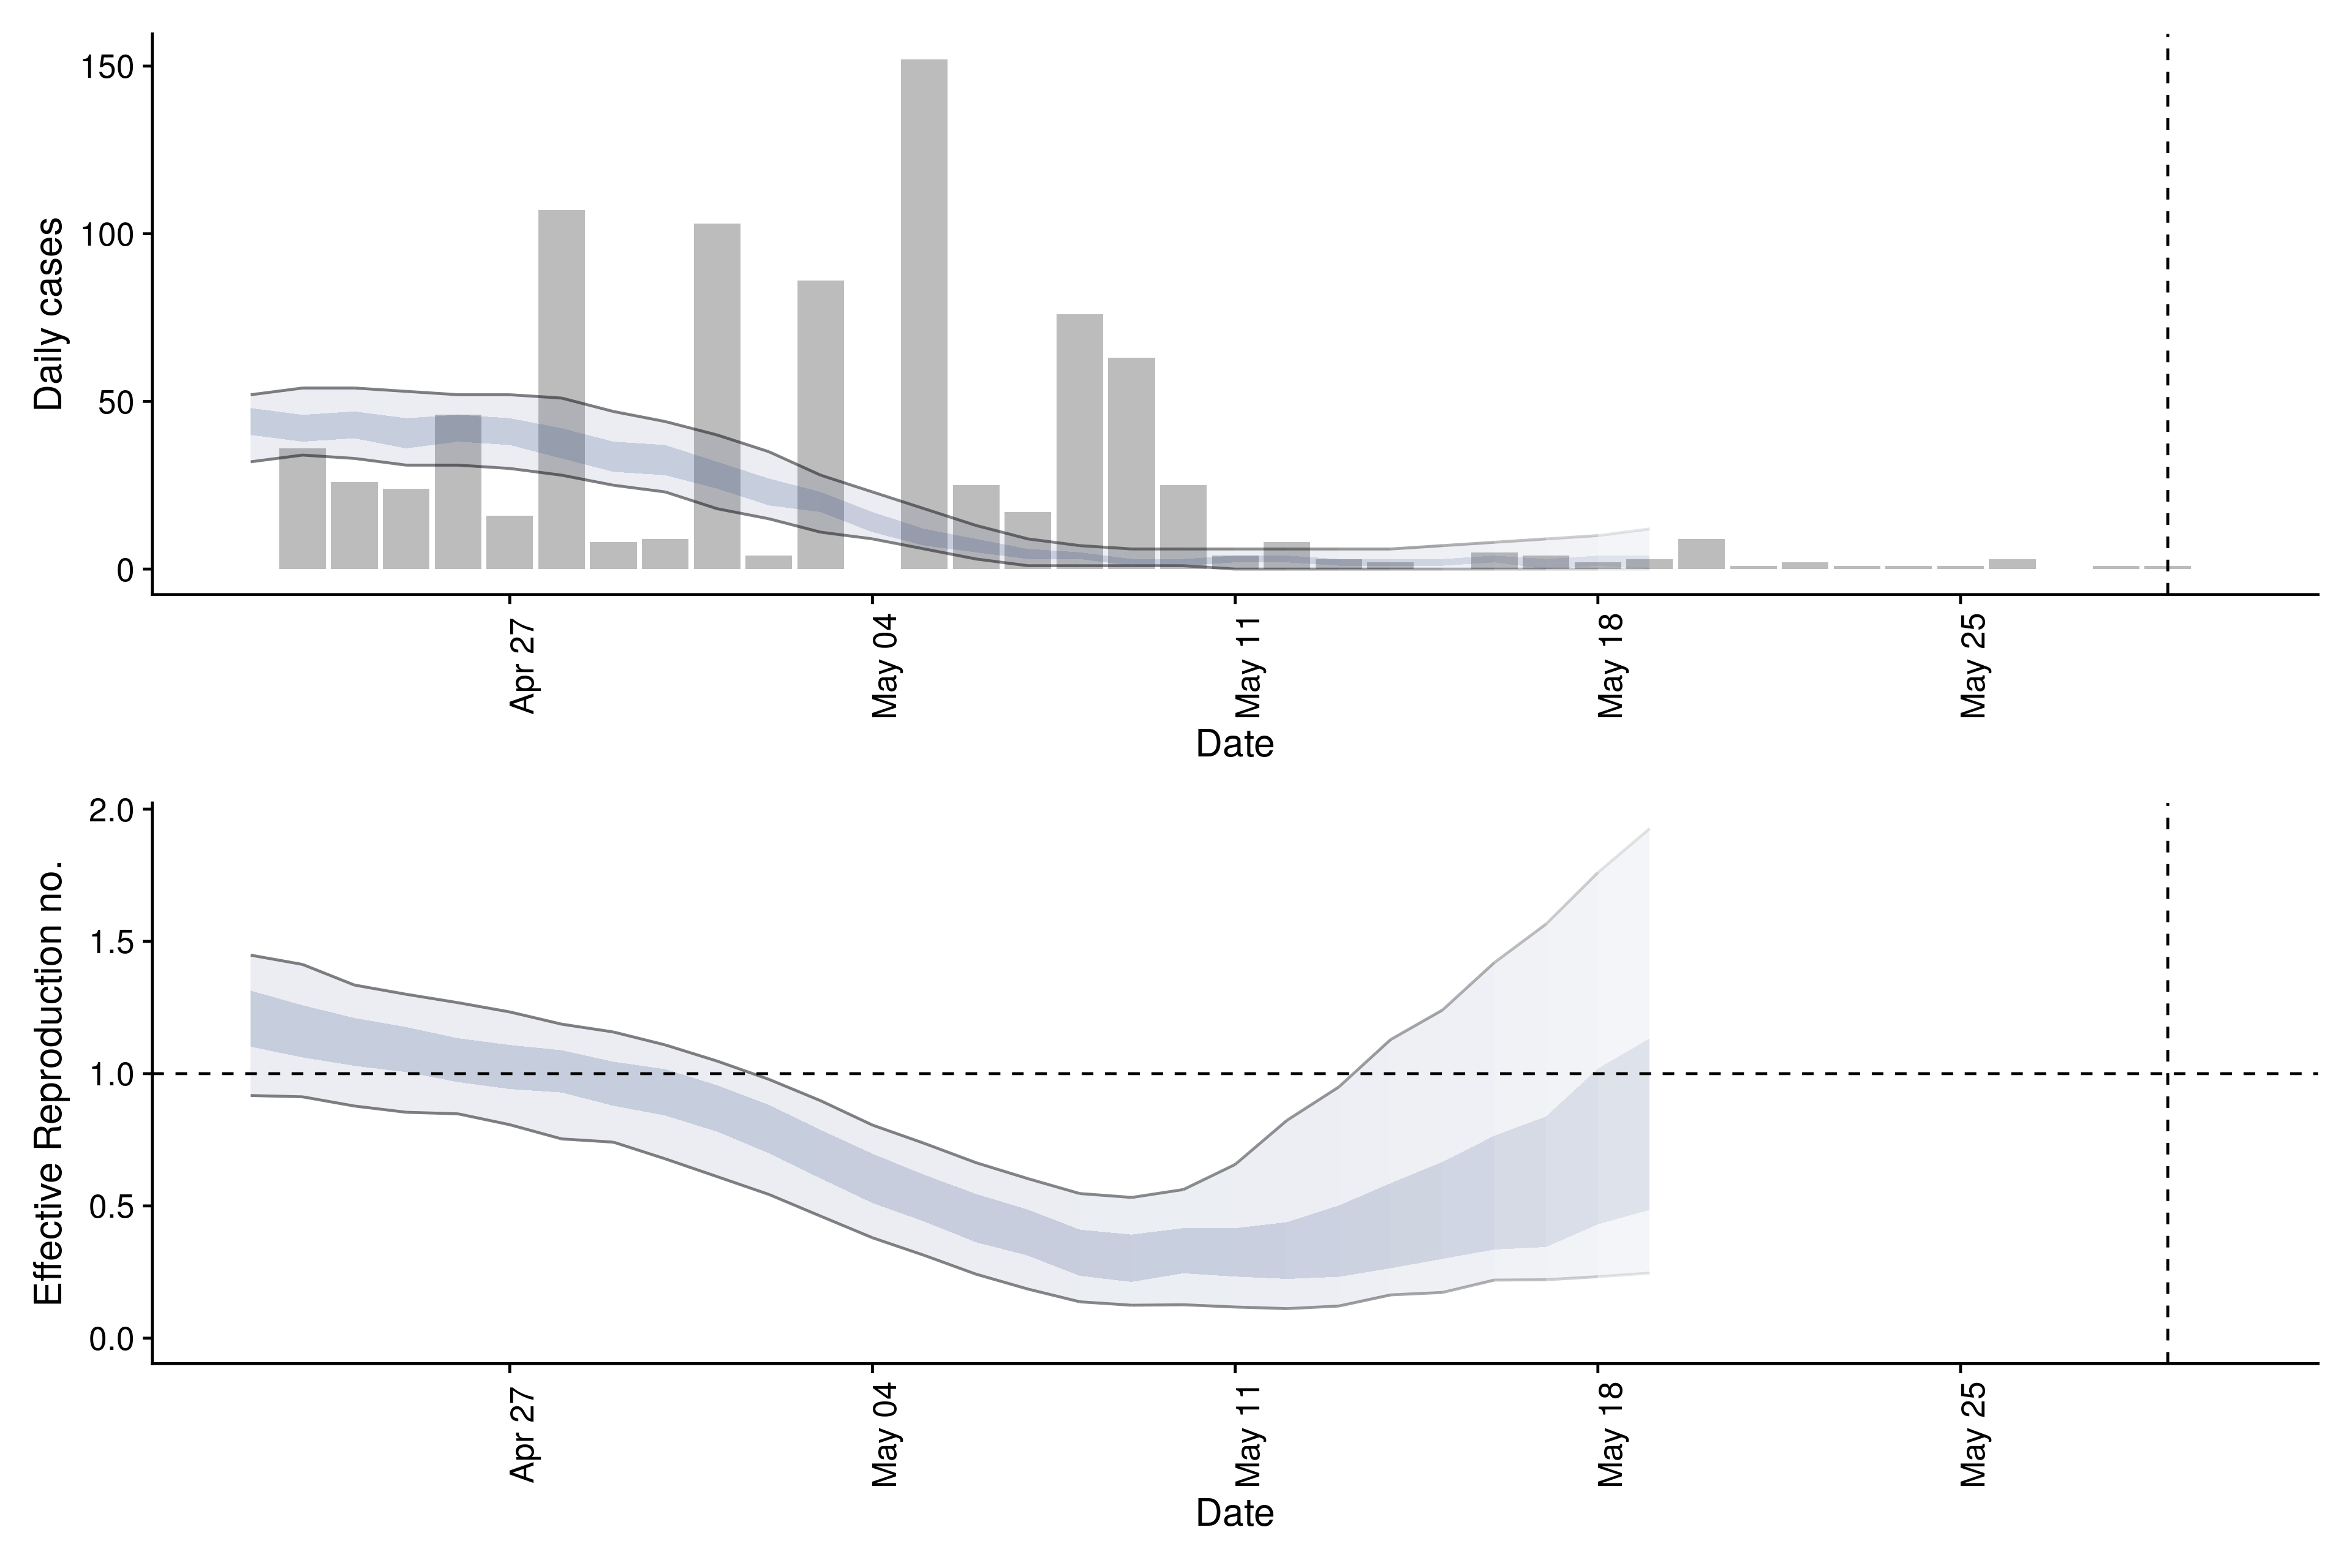 Daily cases
150
100
50
0
Apr 27
May 04
May 11
May 18
May 25
Date
Effective Reproduction no.
2.0
1.5
1.0
0.5
0.0
Apr 27
May 04
May 11
May 18
May 25
Date